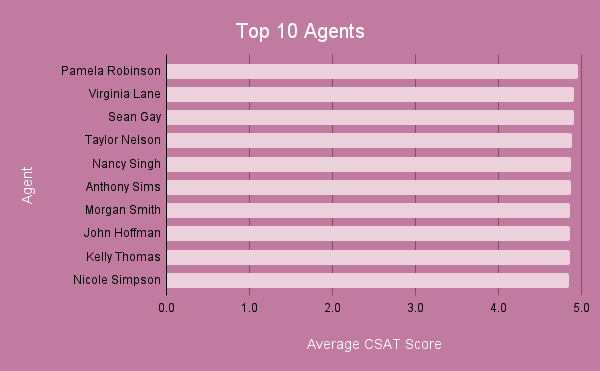 Top 10 Agents
Agent
Pamela Robinson
Virginia Lane
Sean Gay
Taylor Nelson
Nancy Singh
Anthony Sims
Morgan Smith
John Hoffman
Kelly Thomas
Nicole Simpson
0.0 1.0 2.0 3.0 4.0 5.0
Average CSAT Score